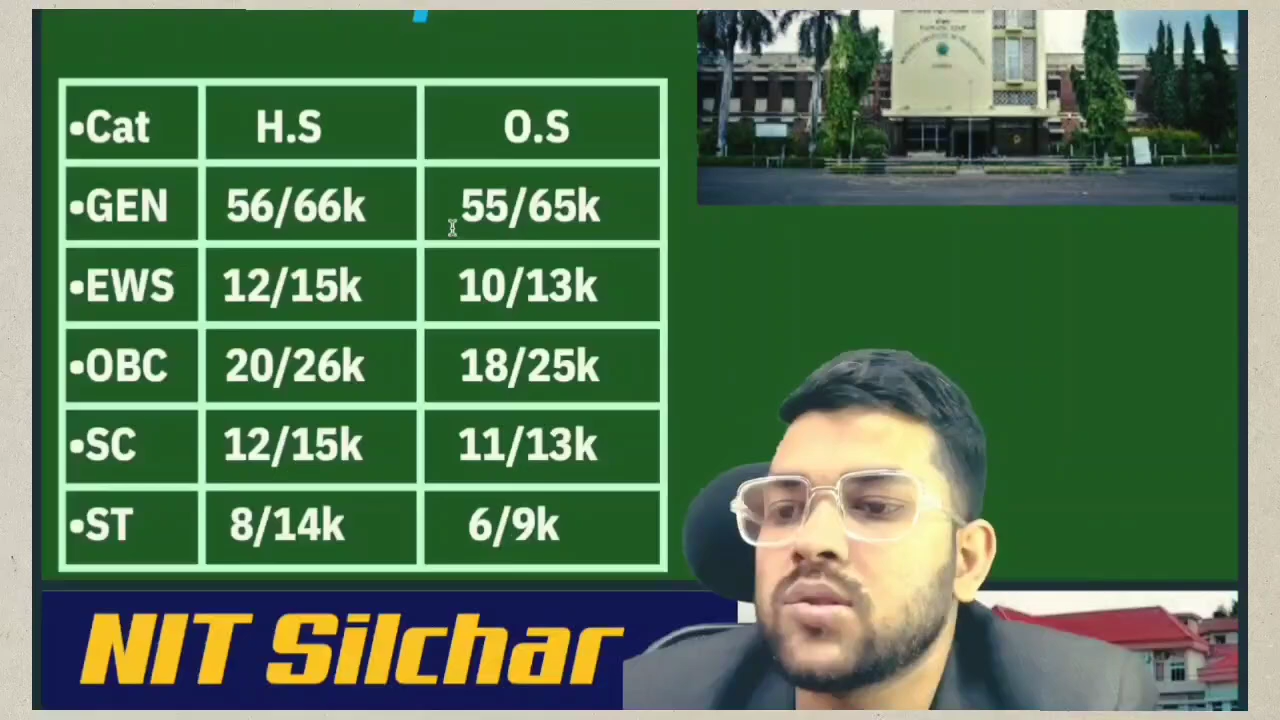 •Cat H.S O.S
•GEN 56/66k 55/65k
•EWS 12/15k 10/13k
•OBC 20/26k 18/25k
•SC 12/15k 11/13k
•ST 8/14k 6/9k
NIT Silchar